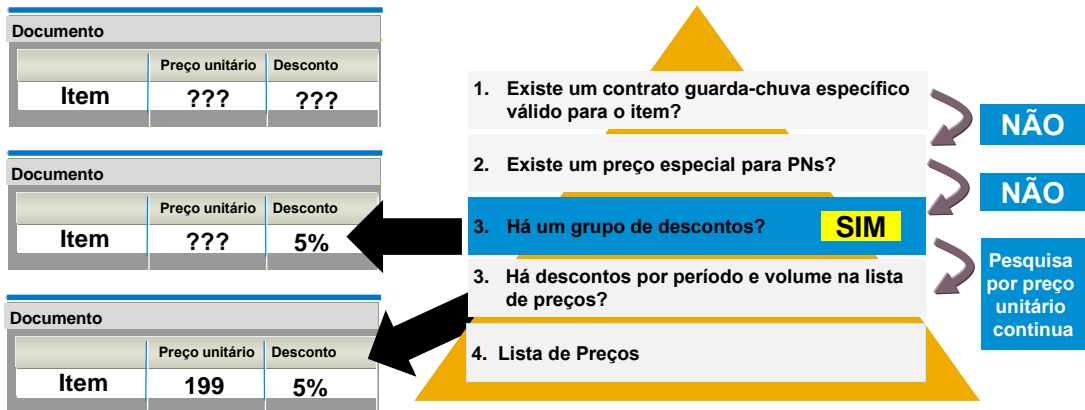 Documento
Preço unitário Desconto
Item ??? ???
Documento
Preço unitário Desconto
Item ??? 5%
Documento
Preço unitário Desconto
Item 199 5%
1. Existe um contrato guarda-chuva específico
válido para o item?
NÃO
2. Existe um preço especial para PNs?
NÃO
3. Há um grupo de descontos? SIM
3. Há descontos por período e volume na lista
de preços?
Pesquisa
por preço
unitário
continua
4. Lista de Preços